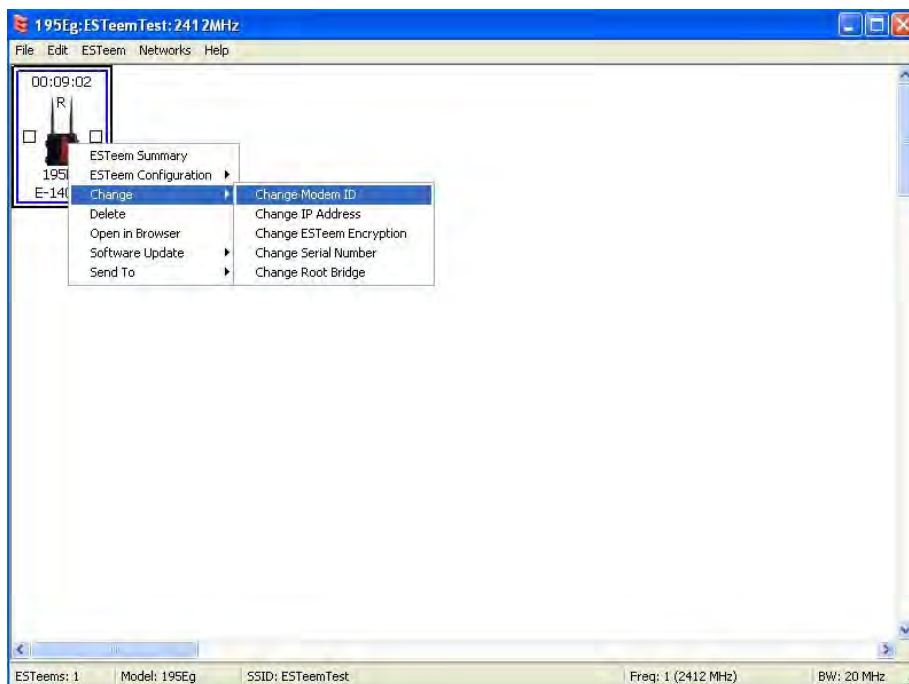 195Eg:ESTeemTest:2412MHz
File Edit ESTeem Networks Help
00:09:02
R
ESTeem Summary
ESTeem Configuration
Change
Delete
Open in Browser
Software Update
Send To
Change Modem ID
Change IP Address
Change ESTeem Encryption
Change Serial Number
Change Root Bridge
ESTeems: 1 Model: 195Eg SSID: ESTeemTest Freq: 1 (2412 MHz) BW: 20 MHz